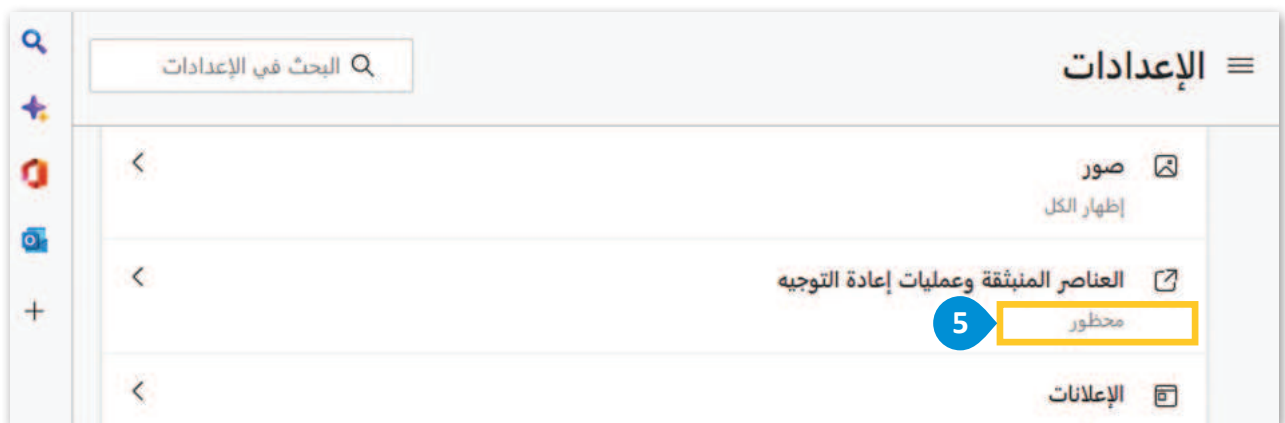 الإعدادات
البحث في الإعدادات
صور
إظهار الكل
العناصر المنبثقة وعمليات إعادة التوجيه
محظور
5
الإعلانات